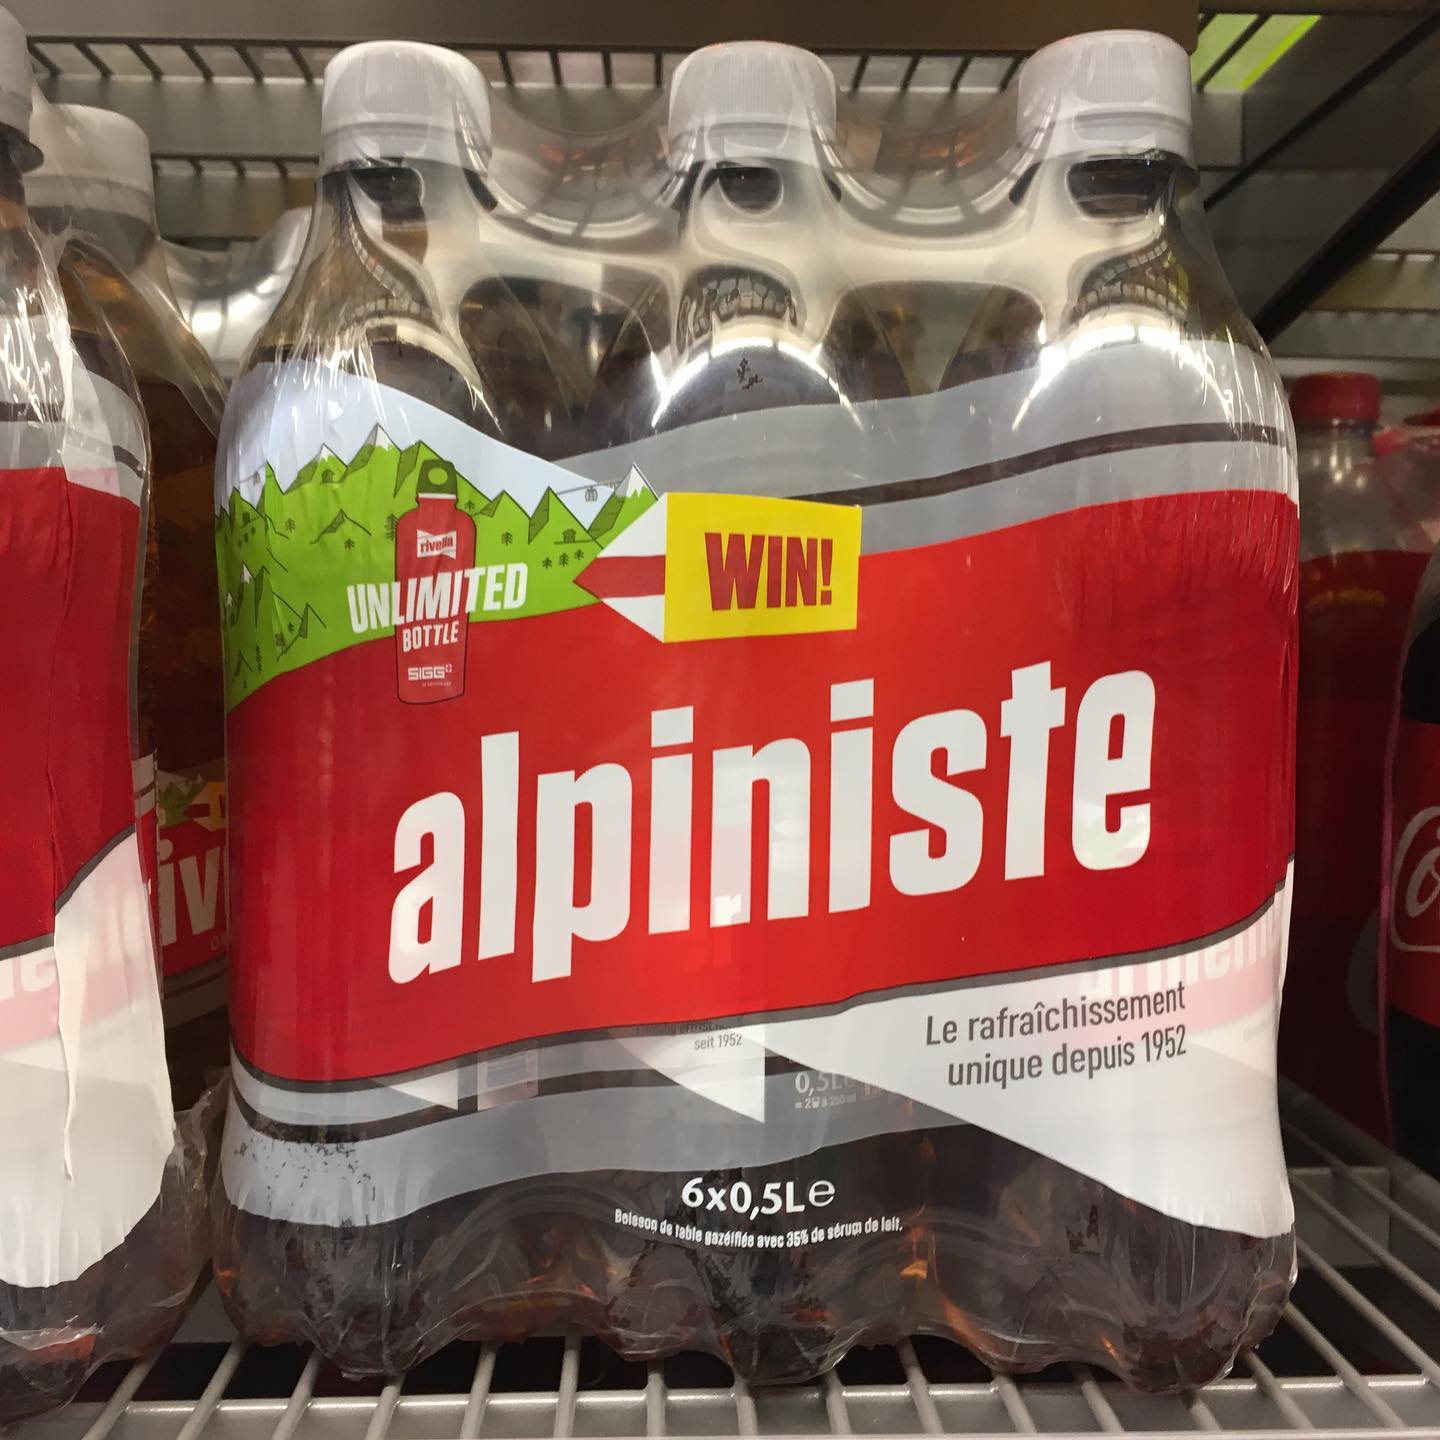 WIN!
rivella
UNLIMITED
BOTTLE
SIGG
alpiniste
Le rafraîchissement
unique depuis 1952
seit 1952
0,5L
6x0,5L℮
Boisson de table gazéifiée avec 35% de sérum de lait.